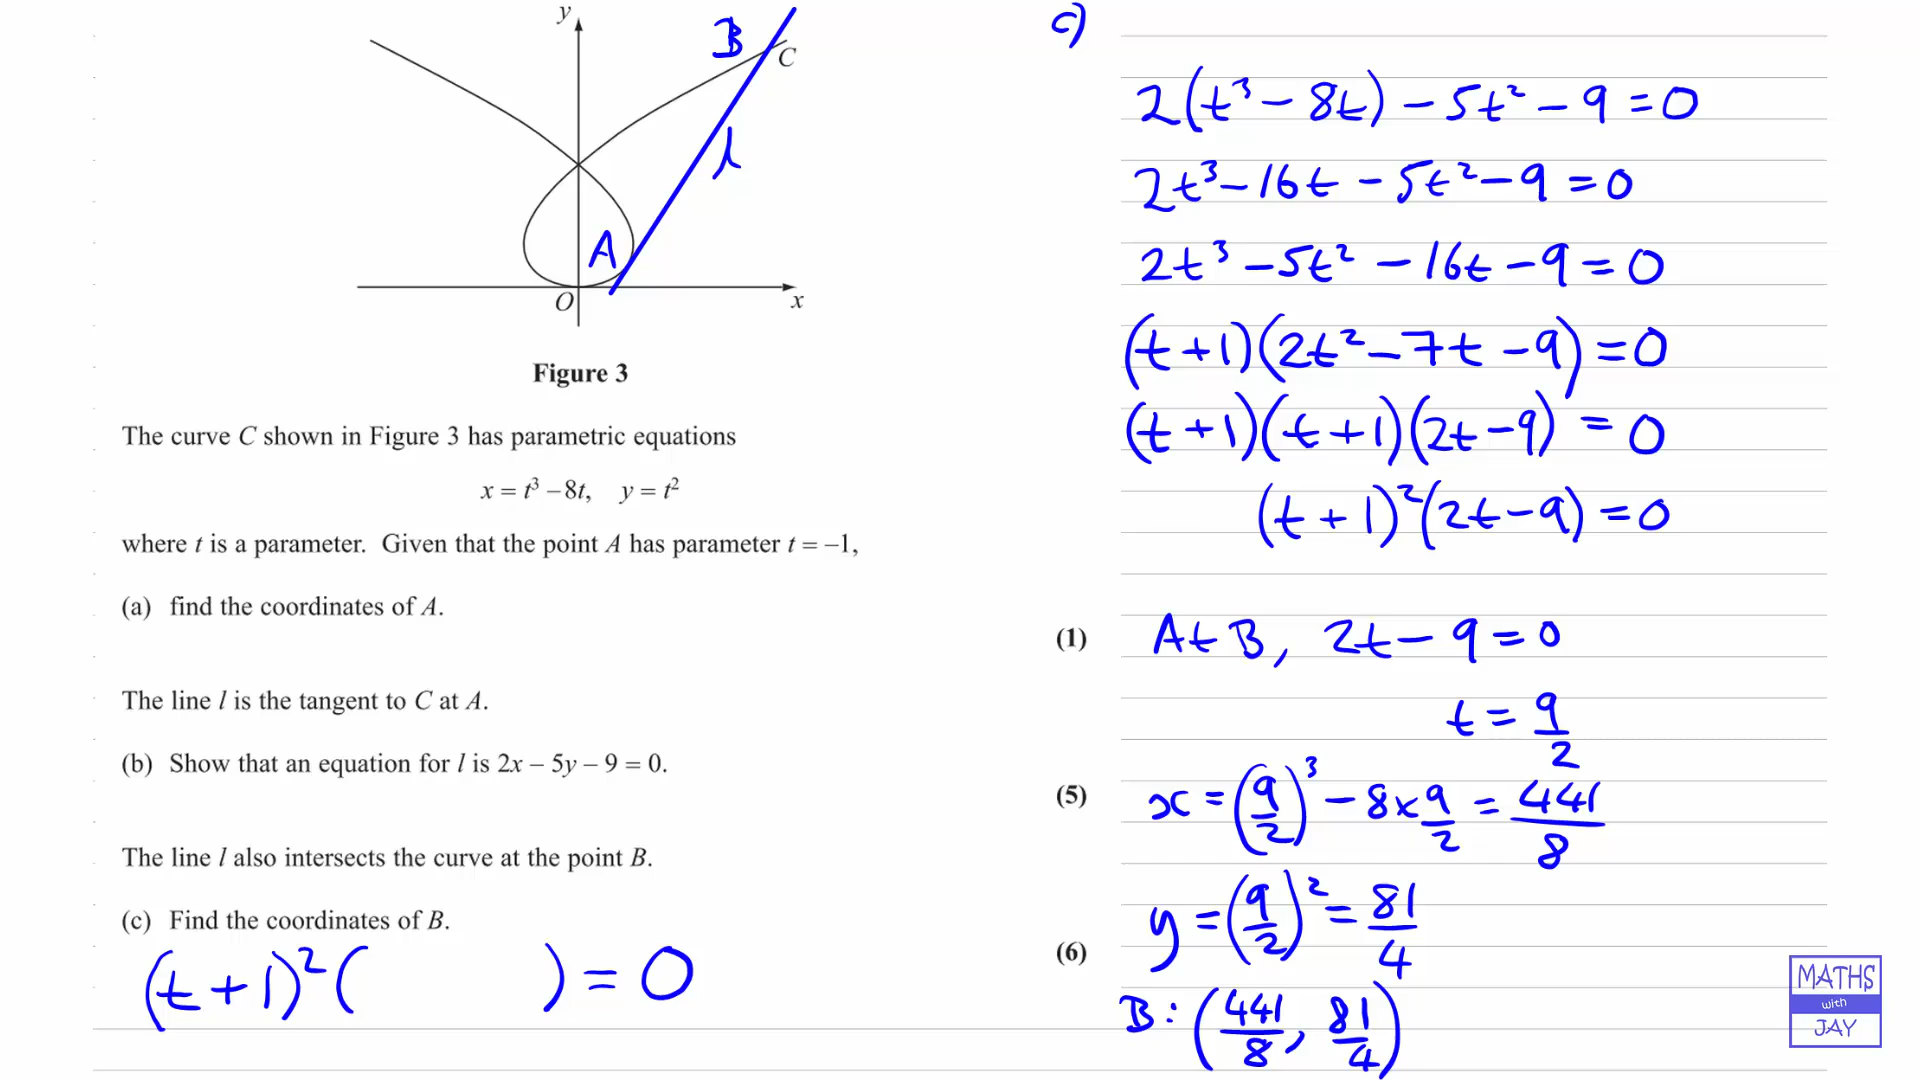 y
B
C
l
A
O
x
Figure 3
The curve C shown in Figure 3 has parametric equations
x = t³ – 8t, y = t²
where t is a parameter. Given that the point A has parameter t = –1,
(a) find the coordinates of A.
(1)
The line l is the tangent to C at A.
(b) Show that an equation for l is 2x – 5y – 9 = 0.
(5)
The line l also intersects the curve at the point B.
(c) Find the coordinates of B.
(6)
(t+1)²( ) = 0
c)
2(t³ – 8t) – 5t² – 9 = 0
2t³ – 16t – 5t² – 9 = 0
2t³ – 5t² – 16t – 9 = 0
(t+1)(2t² – 7t – 9) = 0
(t+1)(t+1)(2t – 9) = 0
(t+1)²(2t – 9) = 0
At B, 2t – 9 = 0
t = 9/2
x = (9/2)³ – 8 × 9/2 = 441/8
y = (9/2)² = 81/4
B: (441/8, 81/4)
MATHS
with
JAY